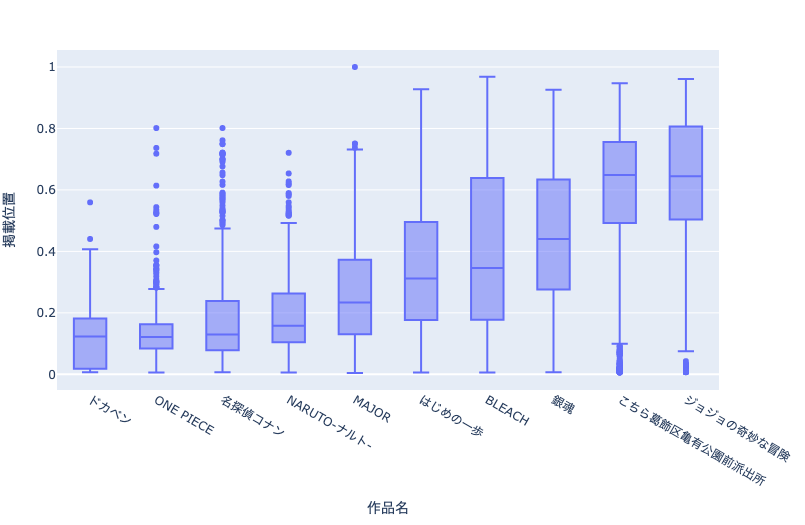 1
0.8
0.6
0.4
0.2
0
掲載位置
ドカベン
ONE PIECE
名探偵コナン
NARUTO-ナルト-
MAJOR
はじめの一歩
BLEACH
銀魂
こちら葛飾区亀有公園前派出所
ジョジョの奇妙な冒険
作品名